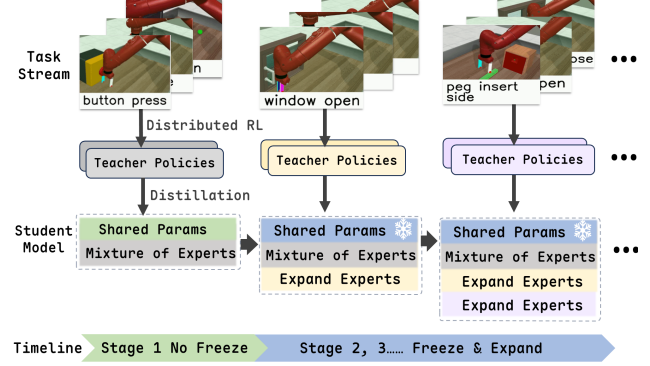 Task
Stream
button press
n
e
window open
peg insert
side
pen
ose
Distributed RL
Teacher Policies
Teacher Policies
Teacher Policies
Distillation
Student
Model
Shared Params
Mixture of Experts
Shared Params
Mixture of Experts
Expand Experts
Shared Params
Mixture of Experts
Expand Experts
Expand Experts
Timeline
Stage 1 No Freeze
Stage 2, 3…… Freeze & Expand